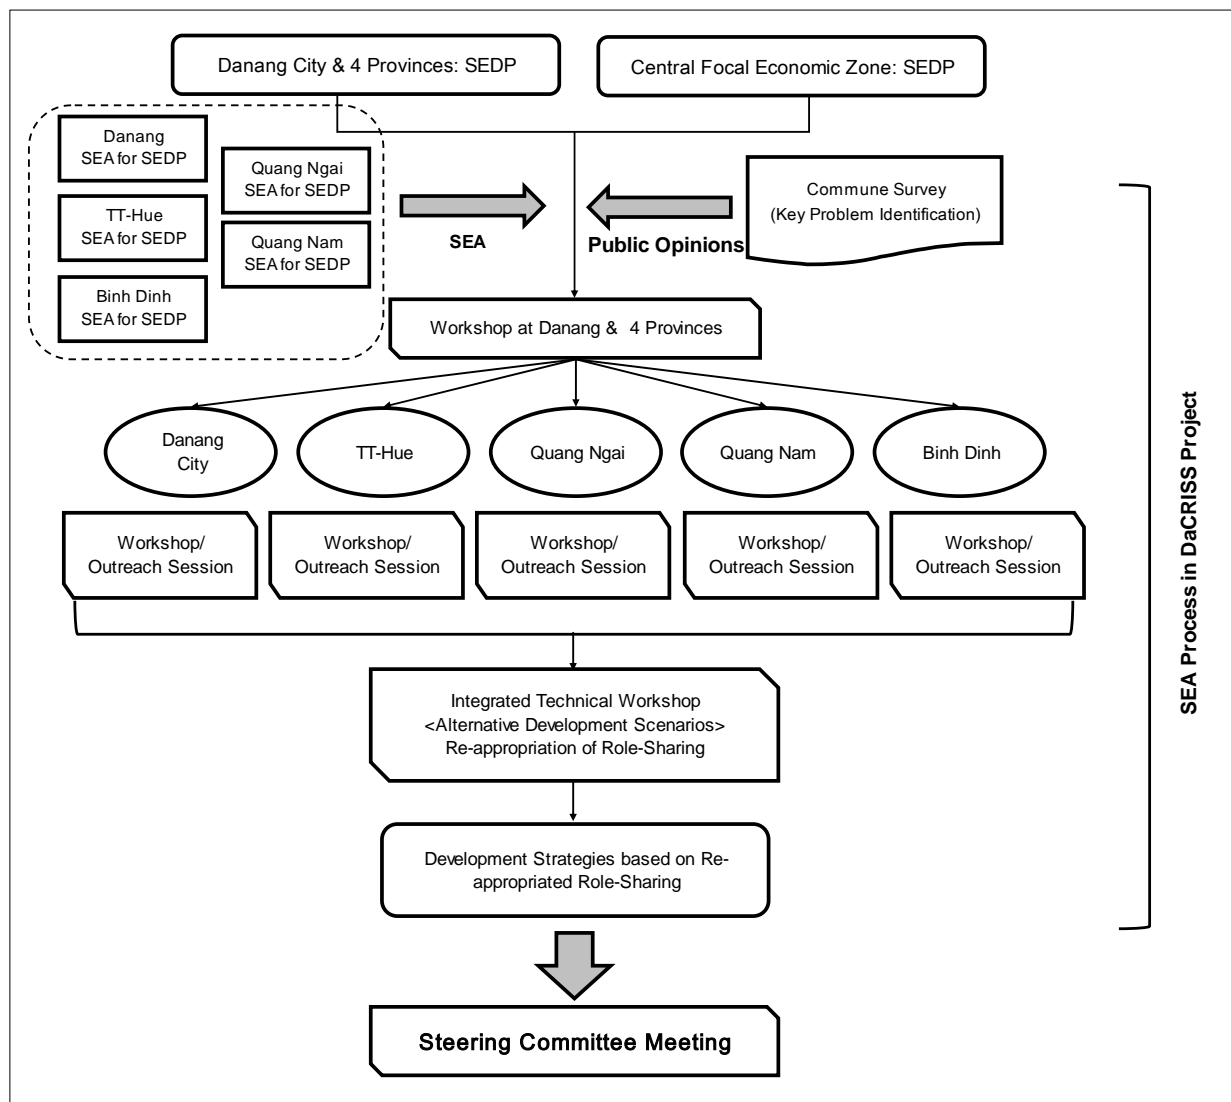 Danang City & 4 Provinces: SEDP
Central Focal Economic Zone: SEDP
Danang
SEA for SEDP
Quang Ngai
SEA for SEDP
TT-Hue
SEA for SEDP
Quang Nam
SEA for SEDP
Binh Dinh
SEA for SEDP
SEA
Public Opinions
Commune Survey
(Key Problem Identification)
Workshop at Danang & 4 Provinces
Danang
City
TT-Hue
Quang Ngai
Quang Nam
Binh Dinh
Workshop/
Outreach Session
Workshop/
Outreach Session
Workshop/
Outreach Session
Workshop/
Outreach Session
Workshop/
Outreach Session
Integrated Technical Workshop
<Alternative Development Scenarios>
Re-appropriation of Role-Sharing
Development Strategies based on Re-
appropriated Role-Sharing
Steering Committee Meeting
SEA Process in DaCRISS Project